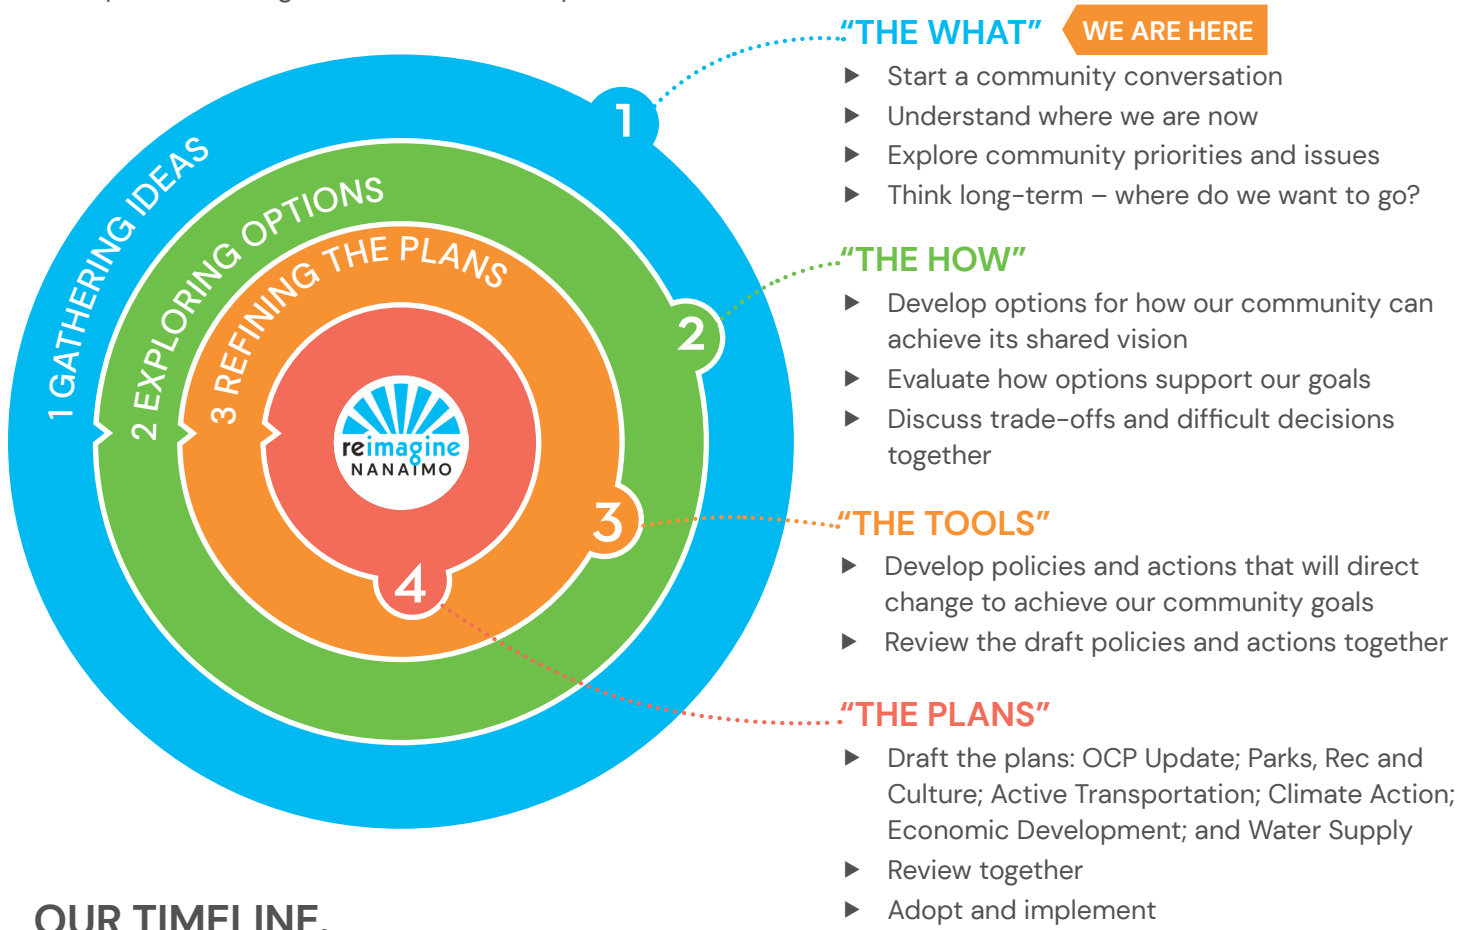 1 GATHERING IDEAS
2 EXPLORING OPTIONS
3 REFINING THE PLANS
reimagine
NANAIMO
1
2
3
4
“THE WHAT”
WE ARE HERE
▶ Start a community conversation
▶ Understand where we are now
▶ Explore community priorities and issues
▶ Think long-term – where do we want to go?
“THE HOW”
▶ Develop options for how our community can
achieve its shared vision
▶ Evaluate how options support our goals
▶ Discuss trade-offs and difficult decisions
together
“THE TOOLS”
▶ Develop policies and actions that will direct
change to achieve our community goals
▶ Review the draft policies and actions together
“THE PLANS”
▶ Draft the plans: OCP Update; Parks, Rec and
Culture; Active Transportation; Climate Action;
Economic Development; and Water Supply
▶ Review together
▶ Adopt and implement
OUR TIMELINE.